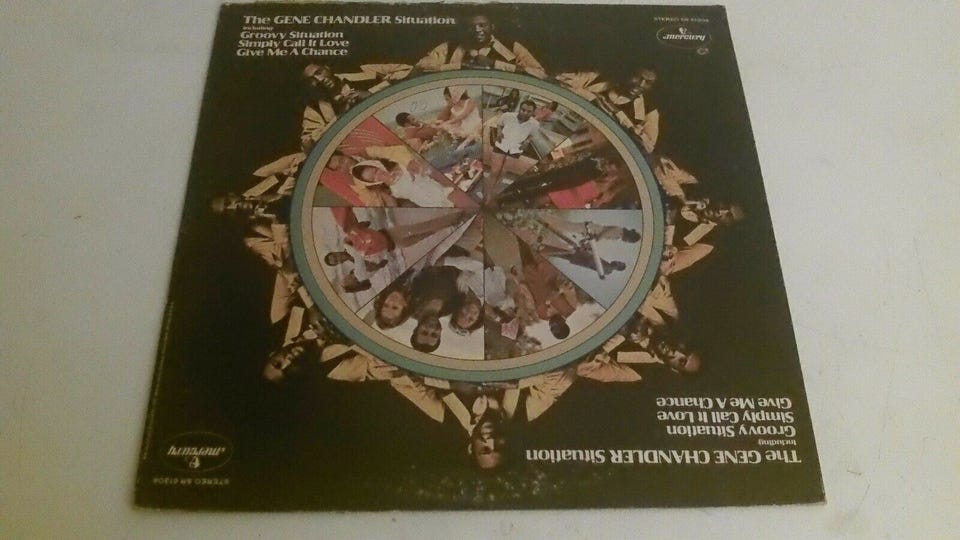 The GENE CHANDLER Situation
Including
Groovy Situation
Simply Call It Love
Give Me A Chance
STEREO SR 61304
mercury
The GENE CHANDLER Situation
Including
Groovy Situation
Simply Call It Love
Give Me A Chance
mercury
STEREO SR 61304